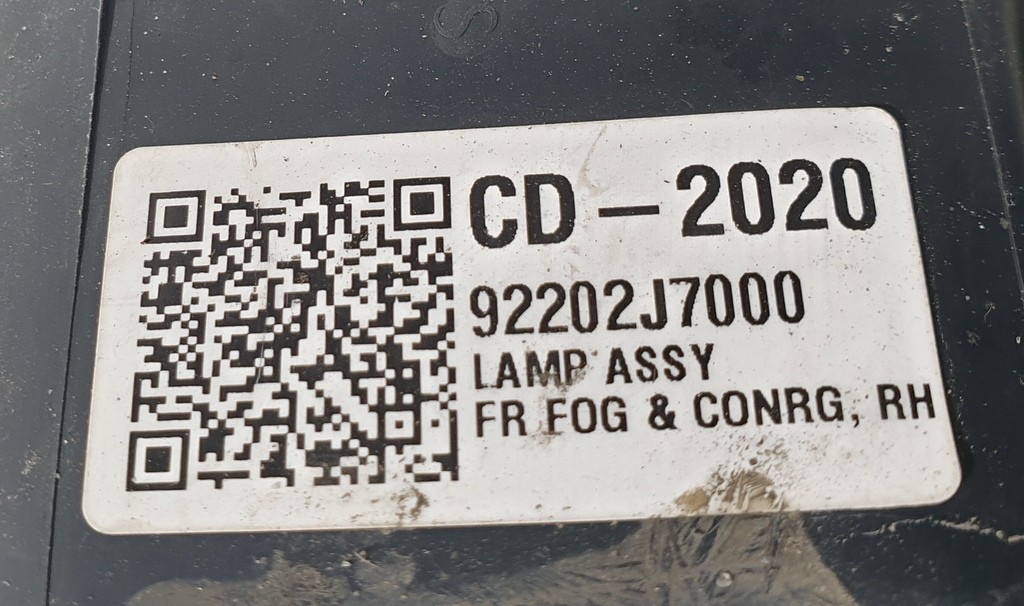 CD - 2020
92202J7000
LAMP ASSY
FR FOG & CONRG, RH